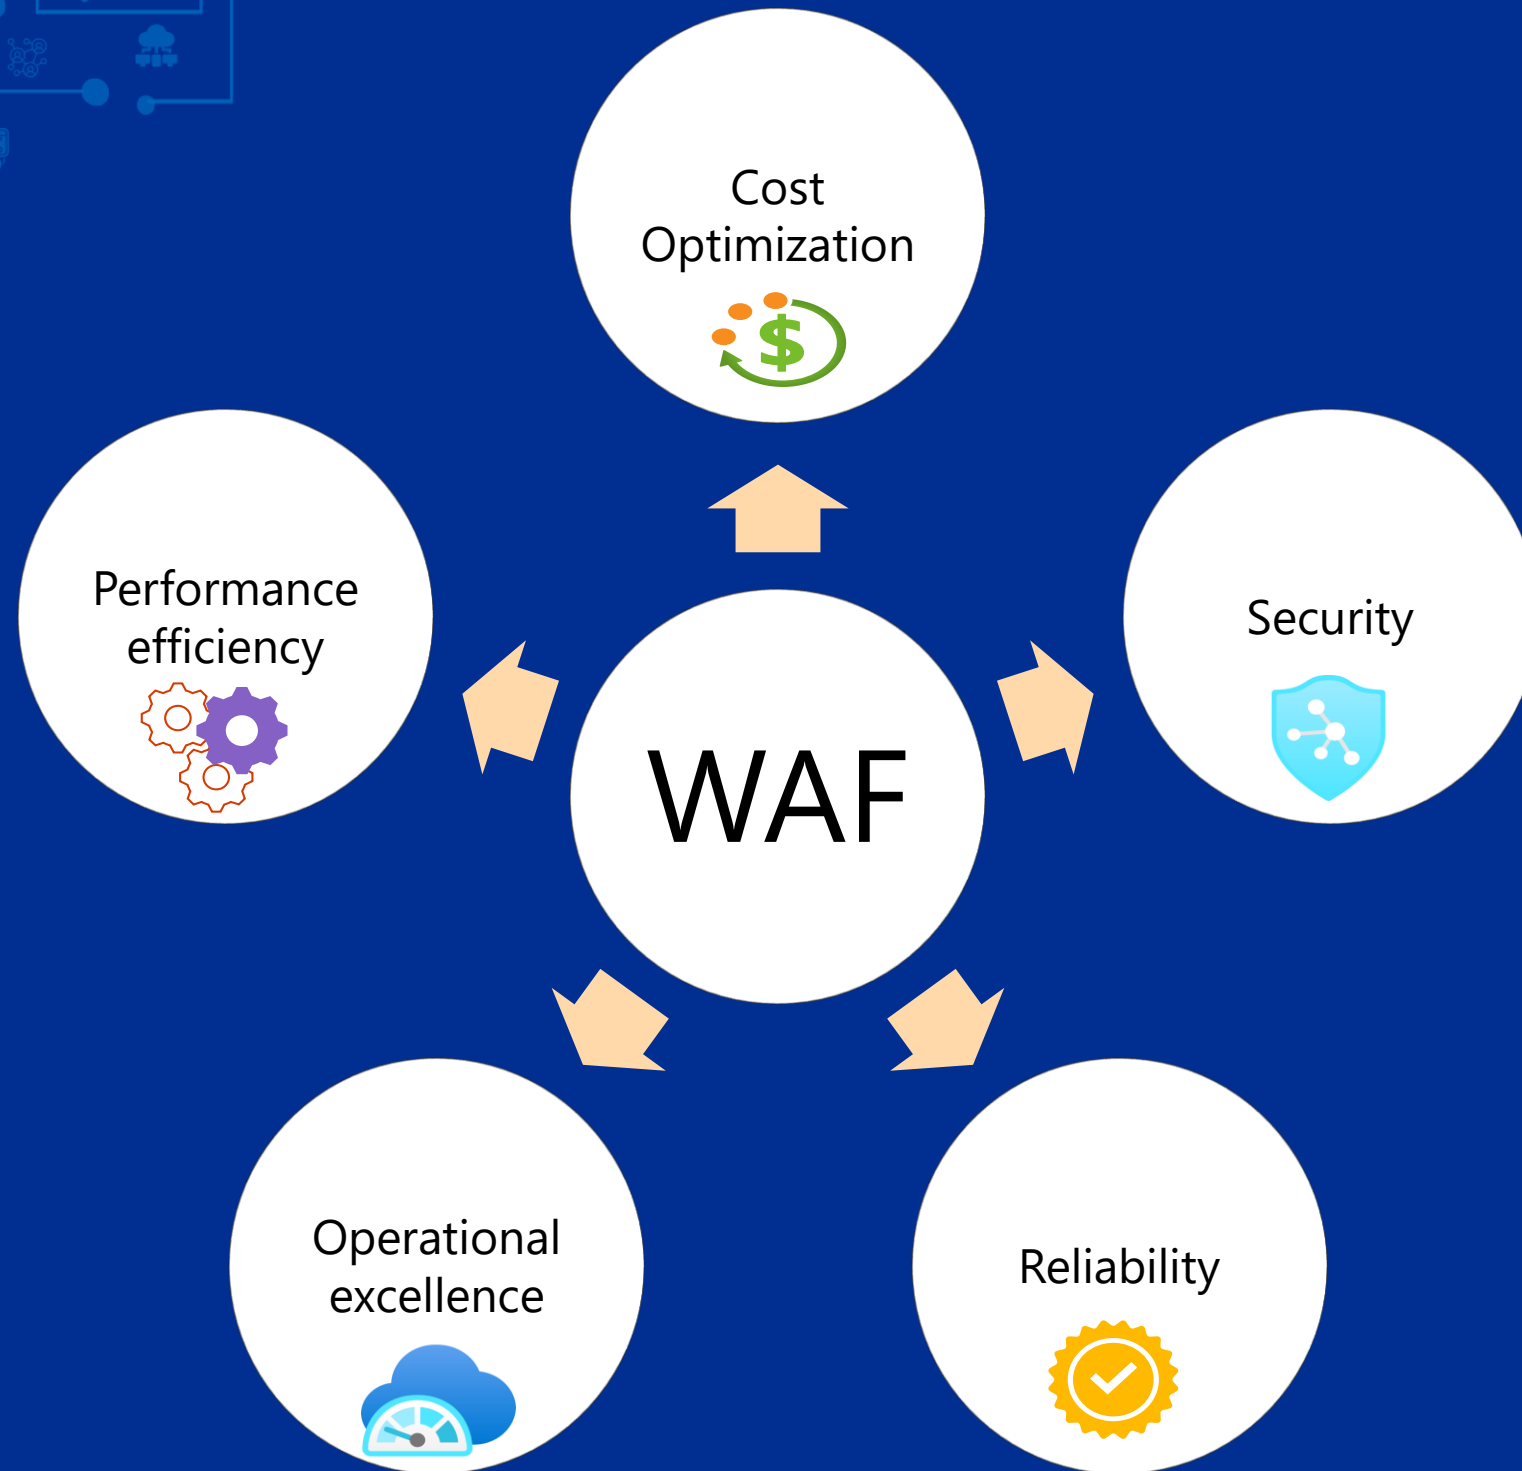 Cost
Optimization
Performance
efficiency
Security
WAF
Operational
excellence
Reliability